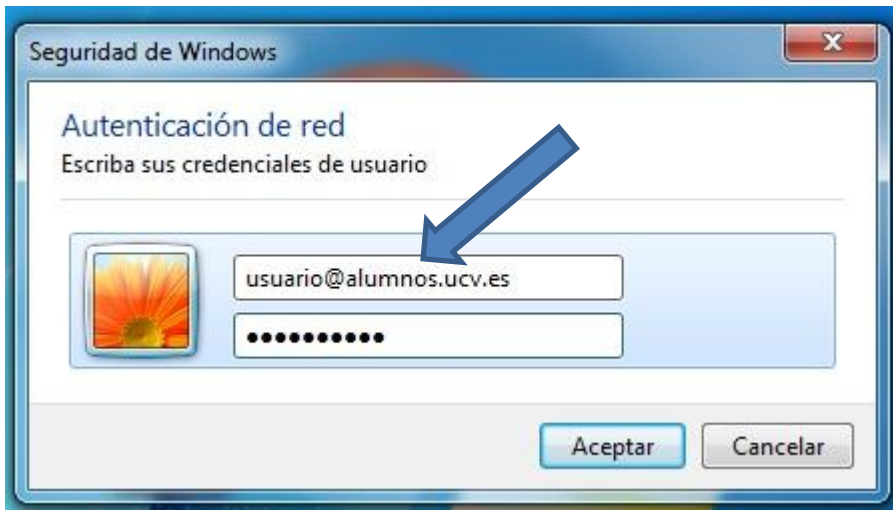 Seguridad de Windows
Autenticación de red
Escriba sus credenciales de usuario
usuario@alumnos.ucv.es
●●●●●●●●●●
Aceptar
Cancelar